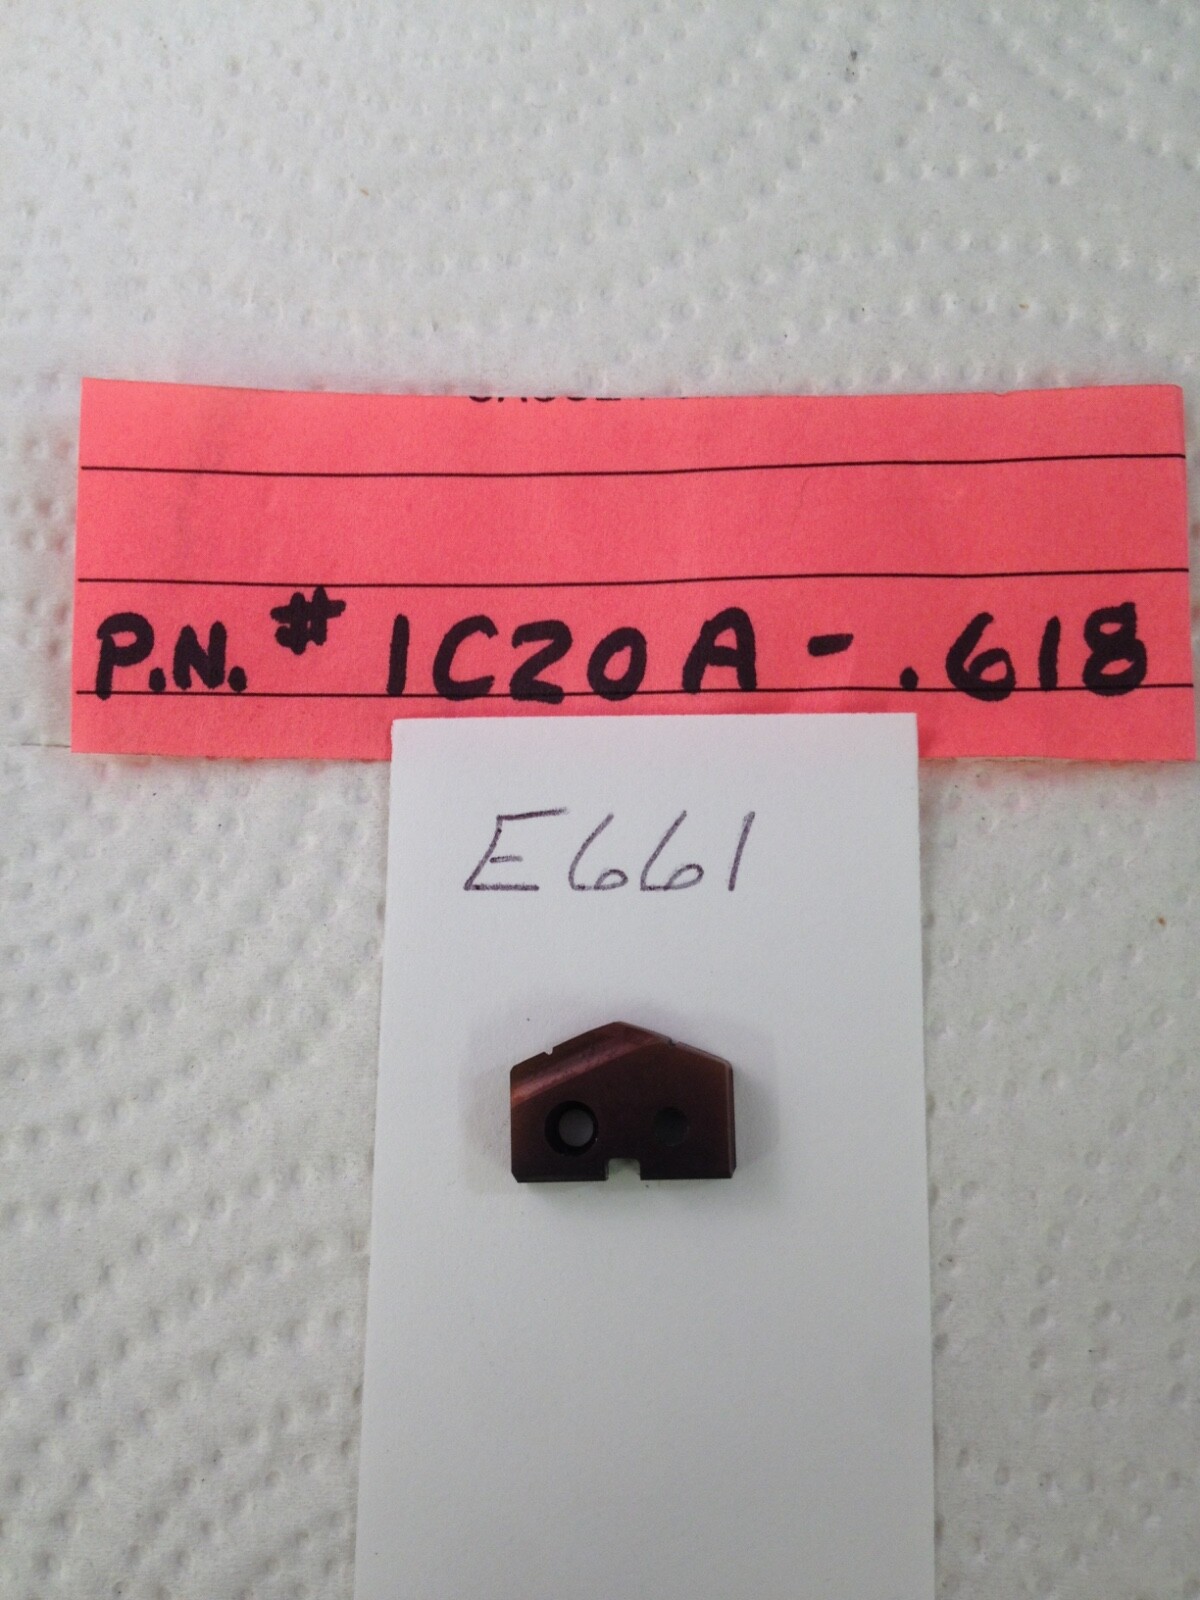 P.N. # 1C20A - .618
E661